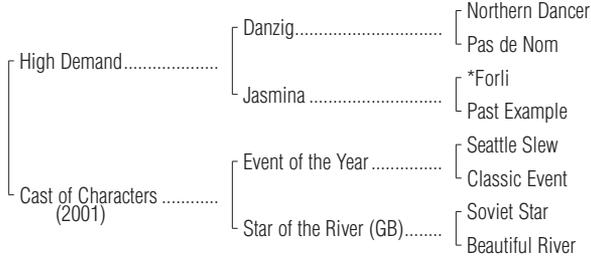 Northern Dancer
Danzig..............................
Pas de Nom
High Demand....................
*Forli
Jasmina ...........................
Past Example
Seattle Slew
Event of the Year ...............
Classic Event
Cast of Characters ............
(2001)
Soviet Star
Star of the River (GB)........
Beautiful River